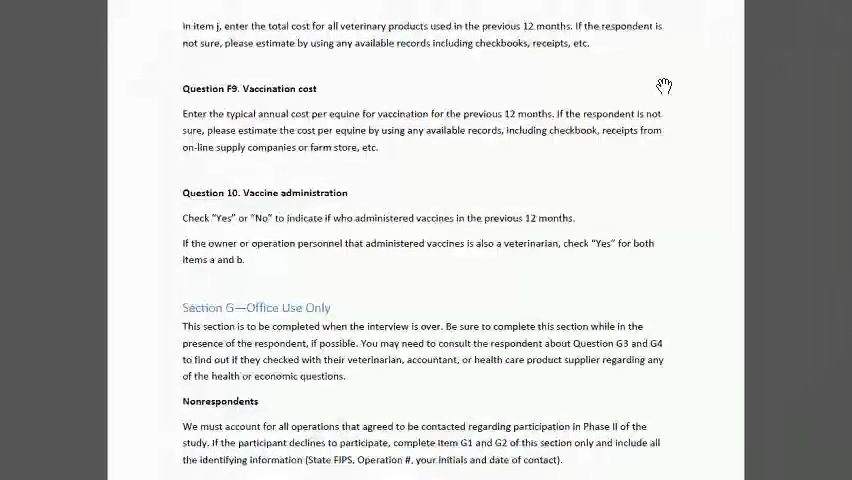 In item j, enter the total cost for all veterinary products used in the previous 12 months. If the respondent is
not sure, please estimate by using any available records including checkbooks, receipts, etc.
Question F9. Vaccination cost
Enter the typical annual cost per equine for vaccination for the previous 12 months. If the respondent is not
sure, please estimate the cost per equine by using any available records, including checkbook, receipts from
on-line supply companies or farm store, etc.
Question 10. Vaccine administration
Check “Yes” or “No” to indicate if who administered vaccines in the previous 12 months.
If the owner or operation personnel that administered vaccines is also a veterinarian, check “Yes” for both
items a and b.
Section G—Office Use Only
This section is to be completed when the interview is over. Be sure to complete this section while in the
presence of the respondent, if possible. You may need to consult the respondent about Question G3 and G4
to find out if they checked with their veterinarian, accountant, or health care product supplier regarding any
of the health or economic questions.
Nonrespondents
We must account for all operations that agreed to be contacted regarding participation in Phase II of the
study. If the participant declines to participate, complete item G1 and G2 of this section only and include all
the identifying information (State FIPS, Operation #, your initials and date of contact).